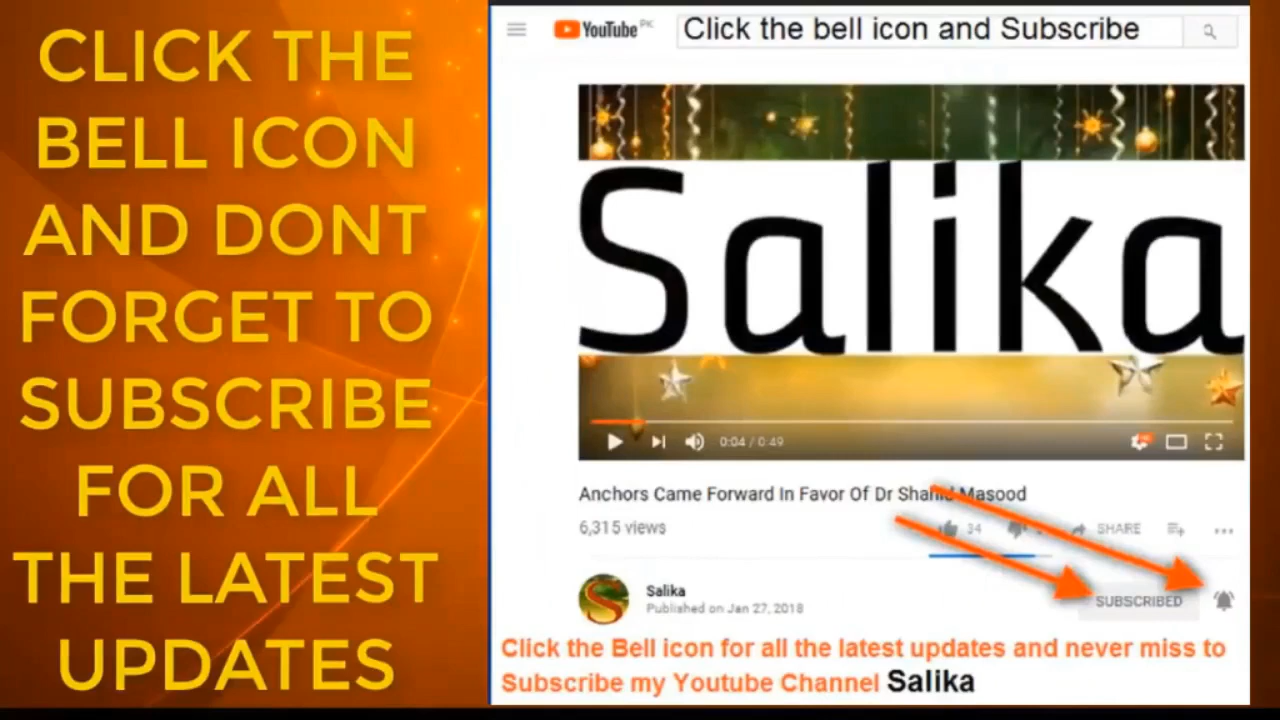 CLICK THE
BELL ICON
AND DONT
FORGET TO
SUBSCRIBE
FOR ALL
THE LATEST
UPDATES
YouTube PK
Click the bell icon and Subscribe
Salika
0:04 / 0:49
Anchors Came Forward In Favor Of Dr Shahid Masood
6,315 views
34
SHARE
Salika
SUBSCRIBED
Published on Jan 27, 2018
Click the Bell icon for all the latest updates and never miss to
Subscribe my Youtube Channel Salika